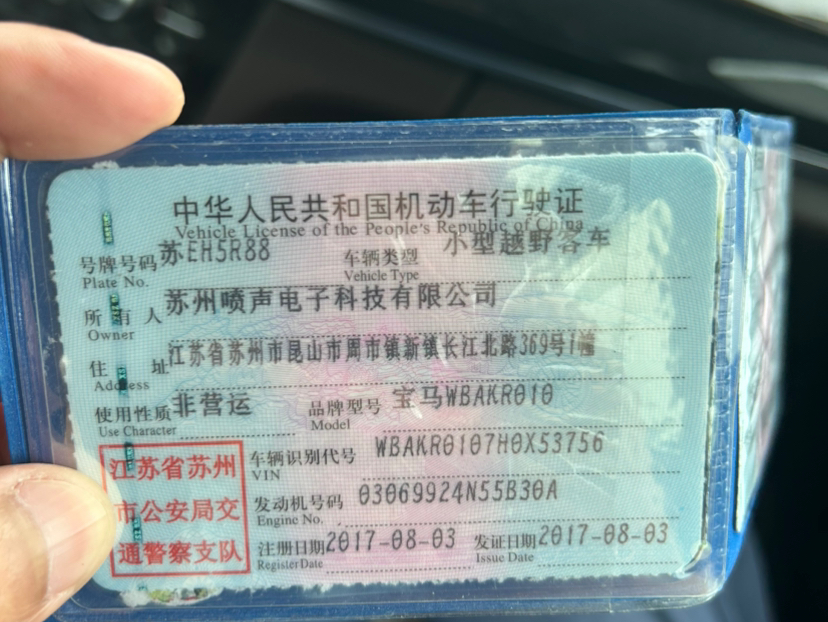 中华人民共和国机动车行驶证
Vehicle License of the People's Republic of China
号牌号码 苏EH5R88 车辆类型 小型越野客车
Plate No. Vehicle Type
所有人 苏州喷声电子科技有限公司
Owner
住址 江苏省苏州市昆山市周市镇新镇长江北路369号1幢
Address
使用性质 非营运 品牌型号 宝马WBAKR010
Use Character Model
江苏省苏州 车辆识别代号 WBAKR0107H0X53756
VIN
市公安局交 发动机号码 03069924N55B30A
Engine No.
通警察支队 注册日期 2017-08-03 发证日期 2017-08-03
Register Date Issue Date